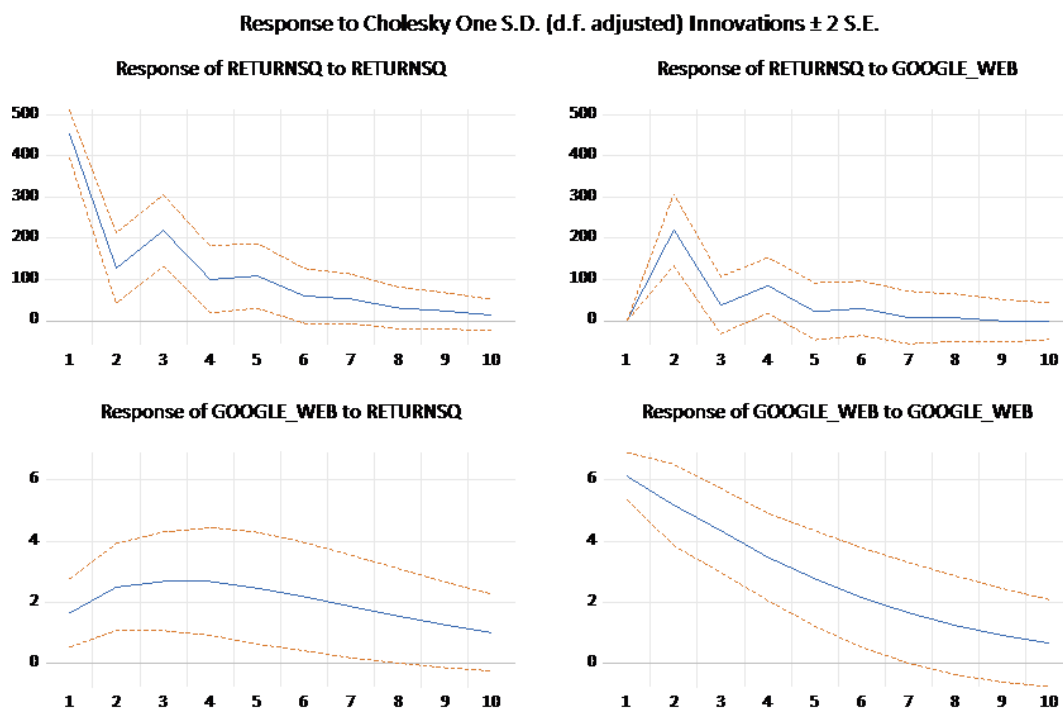 Response to Cholesky One S.D. (d.f. adjusted) Innovations ± 2 S.E.
Response of RETURNSQ to RETURNSQ
500
400
300
200
100
0
1 2 3 4 5 6 7 8 9 10
Response of RETURNSQ to GOOGLE_WEB
500
400
300
200
100
0
1 2 3 4 5 6 7 8 9 10
Response of GOOGLE_WEB to RETURNSQ
6
4
2
0
1 2 3 4 5 6 7 8 9 10
Response of GOOGLE_WEB to GOOGLE_WEB
6
4
2
0
1 2 3 4 5 6 7 8 9 10